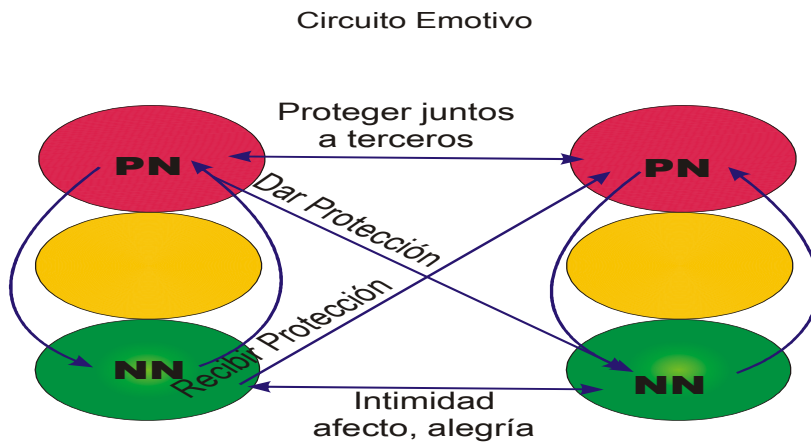 Circuito Emotivo
Proteger juntos
a terceros
PN
PN
Dar Protección
Recibir Protección
NN
NN
Intimidad
afecto, alegría